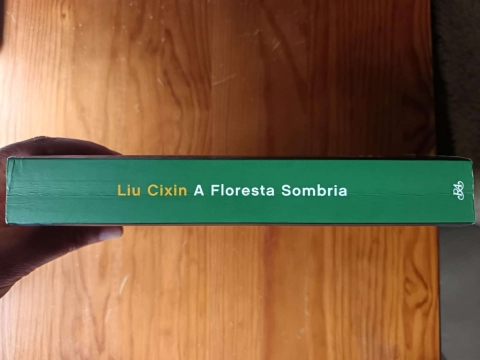 Liu Cixin A Floresta Sombria